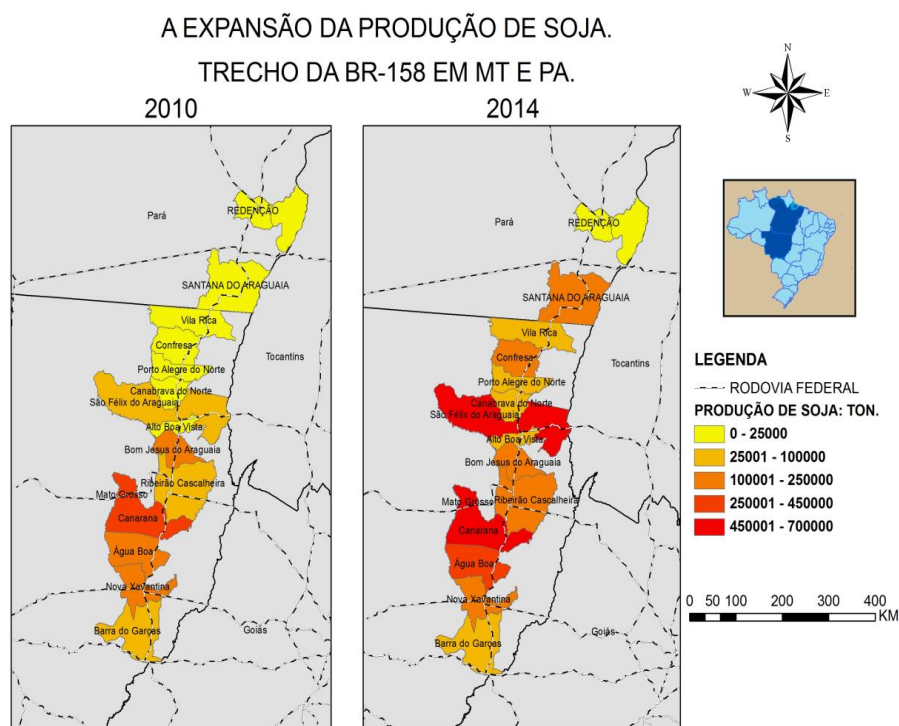 A EXPANSÃO DA PRODUÇÃO DE SOJA.
TRECHO DA BR-158 EM MT E PA.
2010
2014
Pará
REDENÇÃO
SANTANA DO ARAGUAIA
Vila Rica
Confresa
Porto Alegre do Norte
Tocantins
Canabrava do Norte
São Félix do Araguaia
Alto Boa Vista
Bom Jesus do Araguaia
Ribeirão Cascalheira
Mato Grosso
Canarana
Água Boa
Nova Xavantina
Barra do Garças
Goiás
Pará
REDENÇÃO
SANTANA DO ARAGUAIA
Vila Rica
Confresa
Tocantins
Porto Alegre do Norte
Canabrava do Norte
São Félix do Araguaia
Alto Boa Vista
Bom Jesus do Araguaia
Ribeirão Cascalheira
Mato Grosso
Canarana
Água Boa
Nova Xavantina
Barra do Garças
Goiás
N
W E
S
LEGENDA
RODOVIA FEDERAL
PRODUÇÃO DE SOJA: TON.
0 - 25000
25001 - 100000
100001 - 250000
250001 - 450000
450001 - 700000
0 50 100 200 300 400
KM